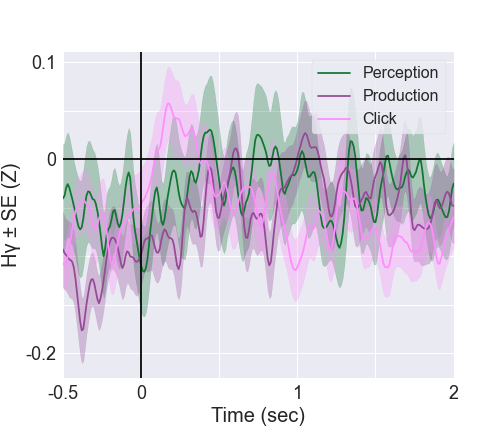 Perception
Production
Click
0.1
0
-0.2
Hγ ± SE (Z)
-0.5
0
1
2
Time (sec)